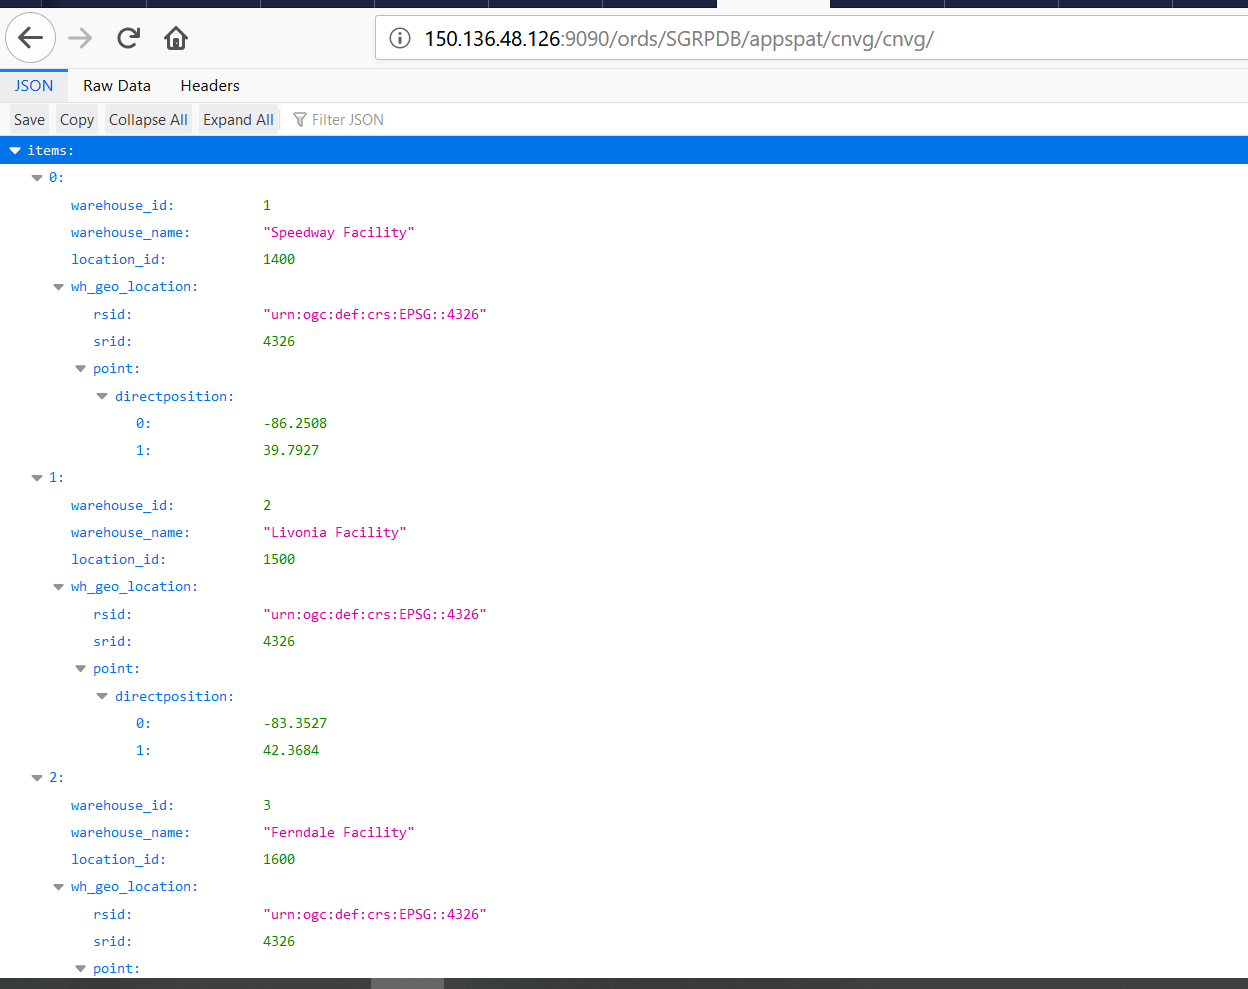 150.136.48.126:9090/ords/SGRPDB/appspat/cnvg/cnvg/
JSON Raw Data Headers
Save Copy Collapse All Expand All Filter JSON
items:
0:
warehouse_id: 1
warehouse_name: "Speedway Facility"
location_id: 1400
wh_geo_location:
rsid: "urn:ogc:def:crs:EPSG::4326"
srid: 4326
point:
directposition:
0: -86.2508
1: 39.7927
1:
warehouse_id: 2
warehouse_name: "Livonia Facility"
location_id: 1500
wh_geo_location:
rsid: "urn:ogc:def:crs:EPSG::4326"
srid: 4326
point:
directposition:
0: -83.3527
1: 42.3684
2:
warehouse_id: 3
warehouse_name: "Ferndale Facility"
location_id: 1600
wh_geo_location:
rsid: "urn:ogc:def:crs:EPSG::4326"
srid: 4326
point: